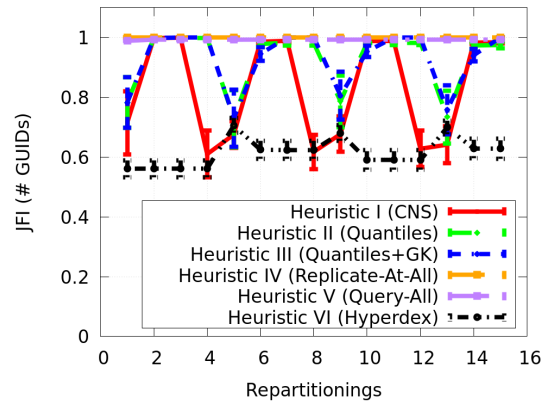 JFI (# GUIDs)
1
0.8
0.6
0.4
0.2
0
Heuristic I (CNS)
Heuristic II (Quantiles)
Heuristic III (Quantiles+GK)
Heuristic IV (Replicate-At-All)
Heuristic V (Query-All)
Heuristic VI (Hyperdex)
0 2 4 6 8 10 12 14 16
Repartitionings